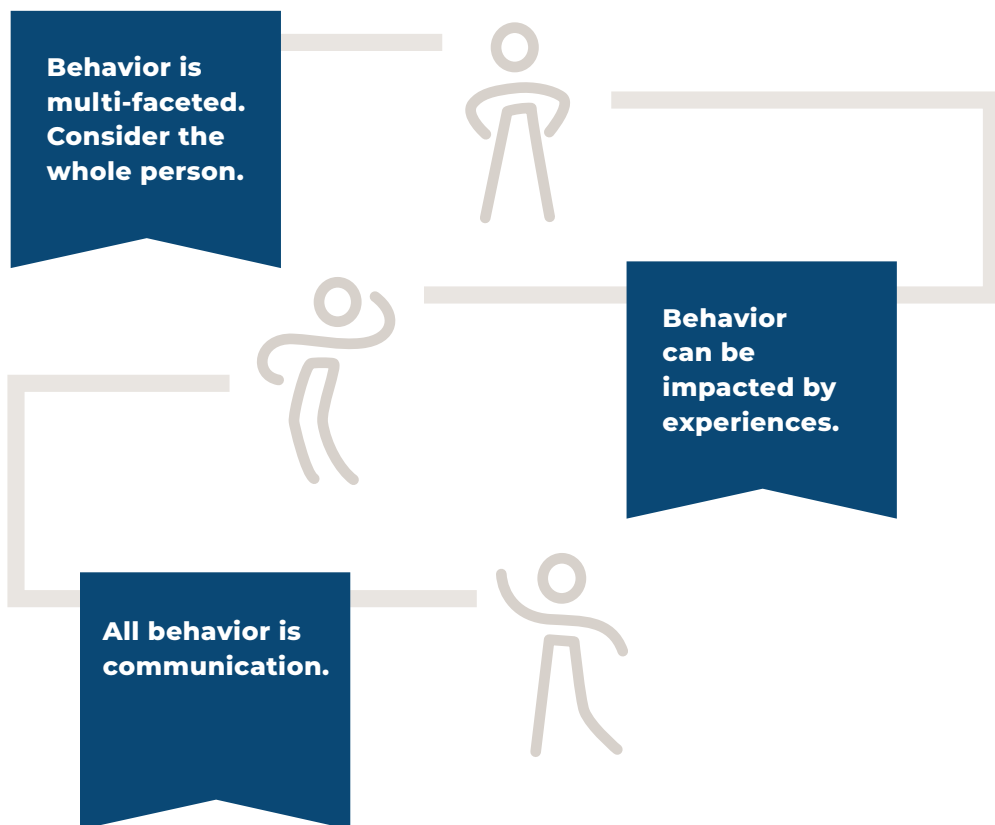 Behavior is
multi-faceted.
Consider the
whole person.
Behavior
can be
impacted by
experiences.
All behavior is
communication.